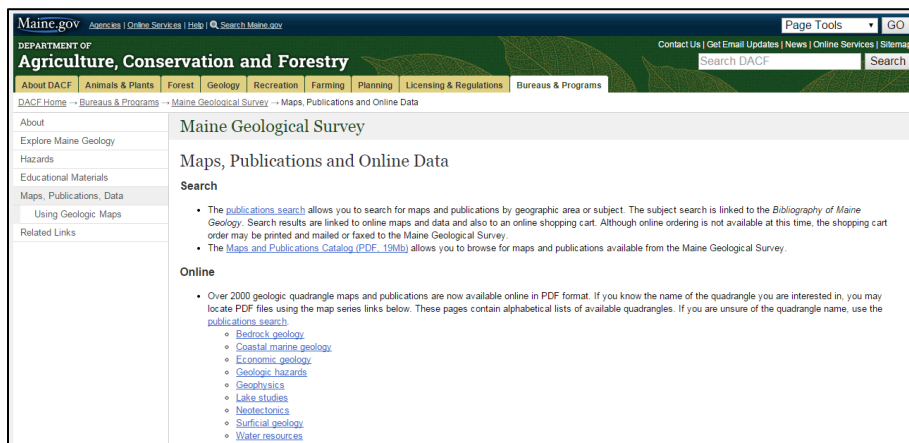 Maine.gov Agencies | Online Services | Help | Search Maine.gov Page Tools GO
DEPARTMENT OF
Contact Us | Get Email Updates | News | Online Services | Sitemap
Agriculture, Conservation and Forestry
Search DACF Search
About DACF Animals & Plants Forest Geology Recreation Farming Planning Licensing & Regulations Bureaus & Programs
DACF Home → Bureaus & Programs → Maine Geological Survey → Maps, Publications and Online Data
About
Explore Maine Geology
Hazards
Educational Materials
Maps, Publications, Data
Using Geologic Maps
Related Links
Maine Geological Survey
Maps, Publications and Online Data
Search
• The publications search allows you to search for maps and publications by geographic area or subject. The subject search is linked to the Bibliography of Maine
Geology. Search results are linked to online maps and data and also to an online shopping cart. Although online ordering is not available at this time, the shopping cart
order may be printed and mailed or faxed to the Maine Geological Survey.
• The Maps and Publications Catalog (PDF, 19Mb) allows you to browse for maps and publications available from the Maine Geological Survey.
Online
• Over 2000 geologic quadrangle maps and publications are now available online in PDF format. If you know the name of the quadrangle you are interested in, you may
locate PDF files using the map series links below. These pages contain alphabetical lists of available quadrangles. If you are unsure of the quadrangle name, use the
publications search.
◦ Bedrock geology
◦ Coastal marine geology
◦ Economic geology
◦ Geologic hazards
◦ Geophysics
◦ Lake studies
◦ Neotectonics
◦ Surficial geology
◦ Water resources